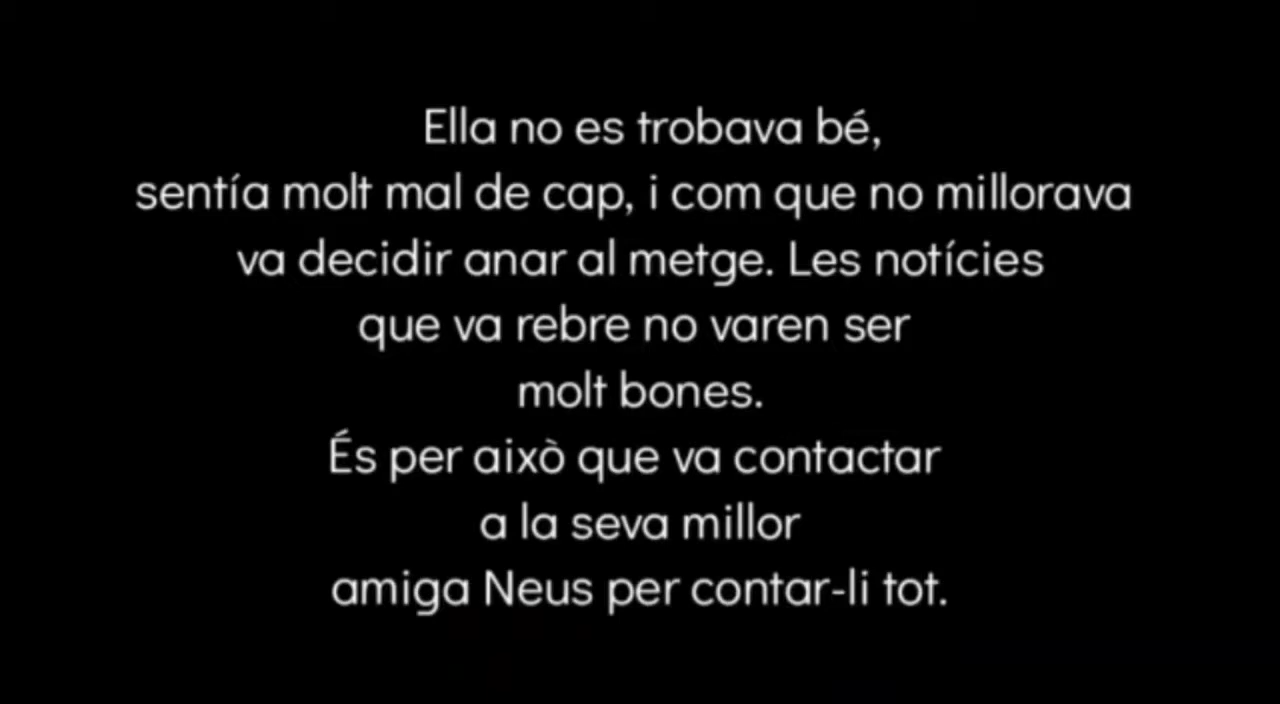 Ella no es trobava bé,
sentía molt mal de cap, i com que no millorava
va decidir anar al metge. Les notícies
que va rebre no varen ser
molt bones.
És per això que va contactar
a la seva millor
amiga Neus per contar-li tot.